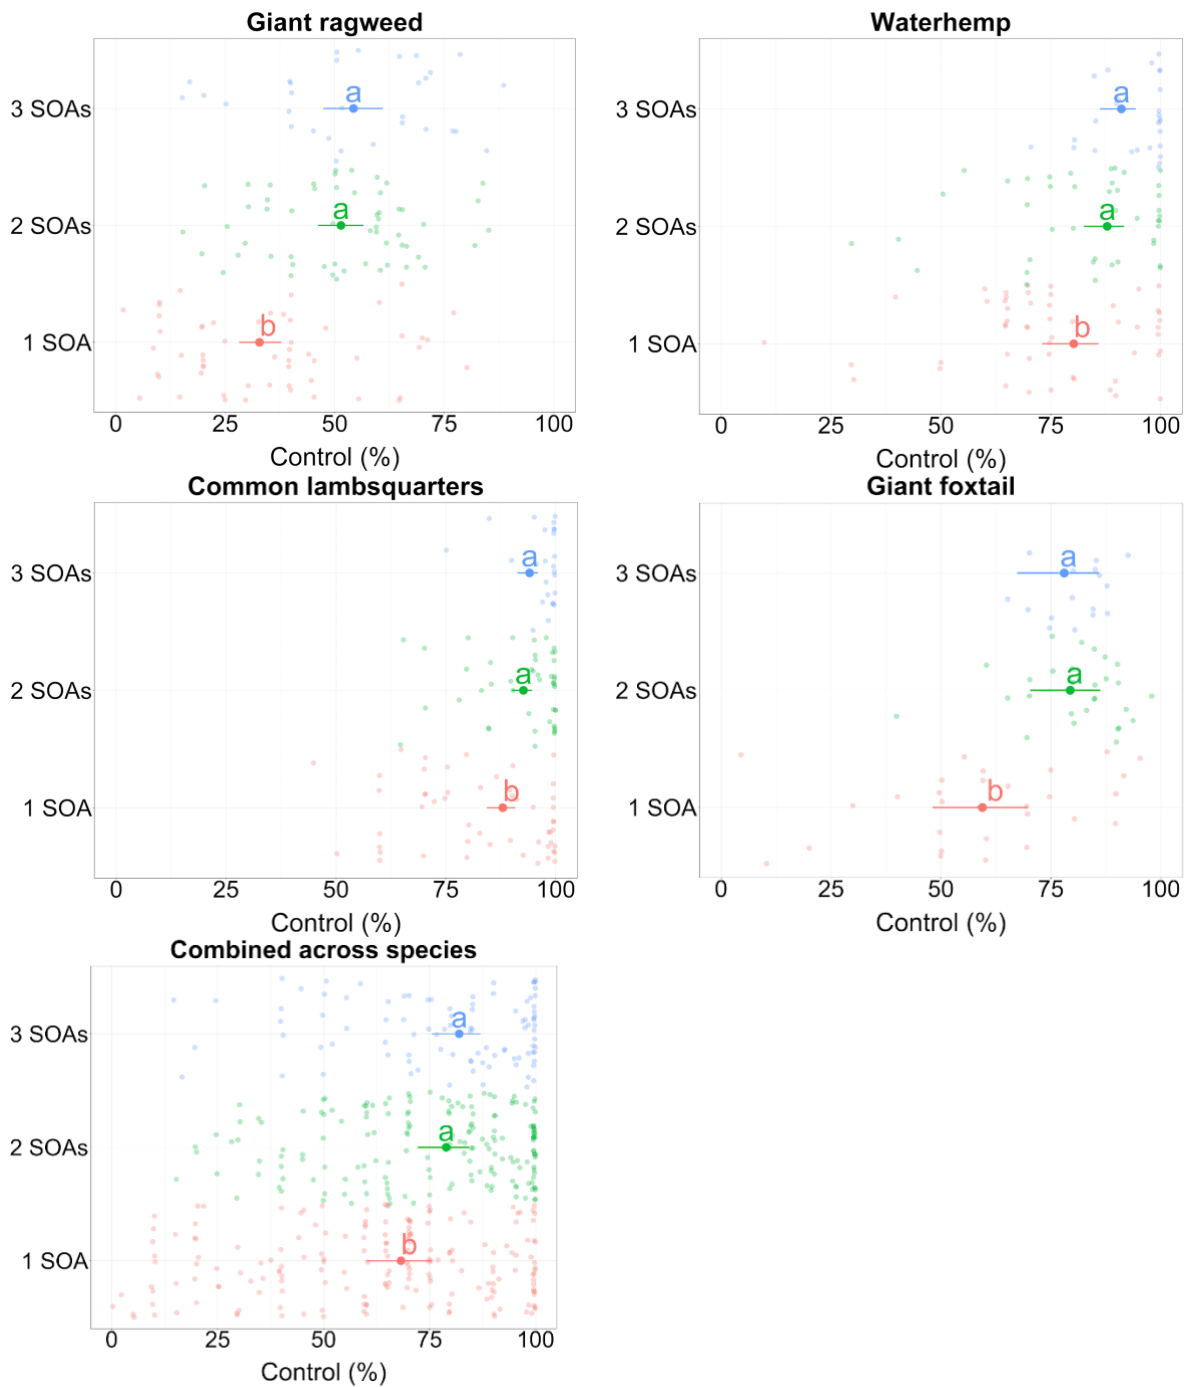 Giant ragweed
3 SOAs
a
2 SOAs
a
1 SOA
b
0 25 50 75 100
Control (%)
Waterhemp
3 SOAs
a
2 SOAs
a
1 SOA
b
0 25 50 75 100
Control (%)
Common lambsquarters
3 SOAs
a
2 SOAs
a
1 SOA
b
0 25 50 75 100
Control (%)
Giant foxtail
3 SOAs
a
2 SOAs
a
1 SOA
b
0 25 50 75 100
Control (%)
Combined across species
3 SOAs
a
2 SOAs
a
1 SOA
b
0 25 50 75 100
Control (%)